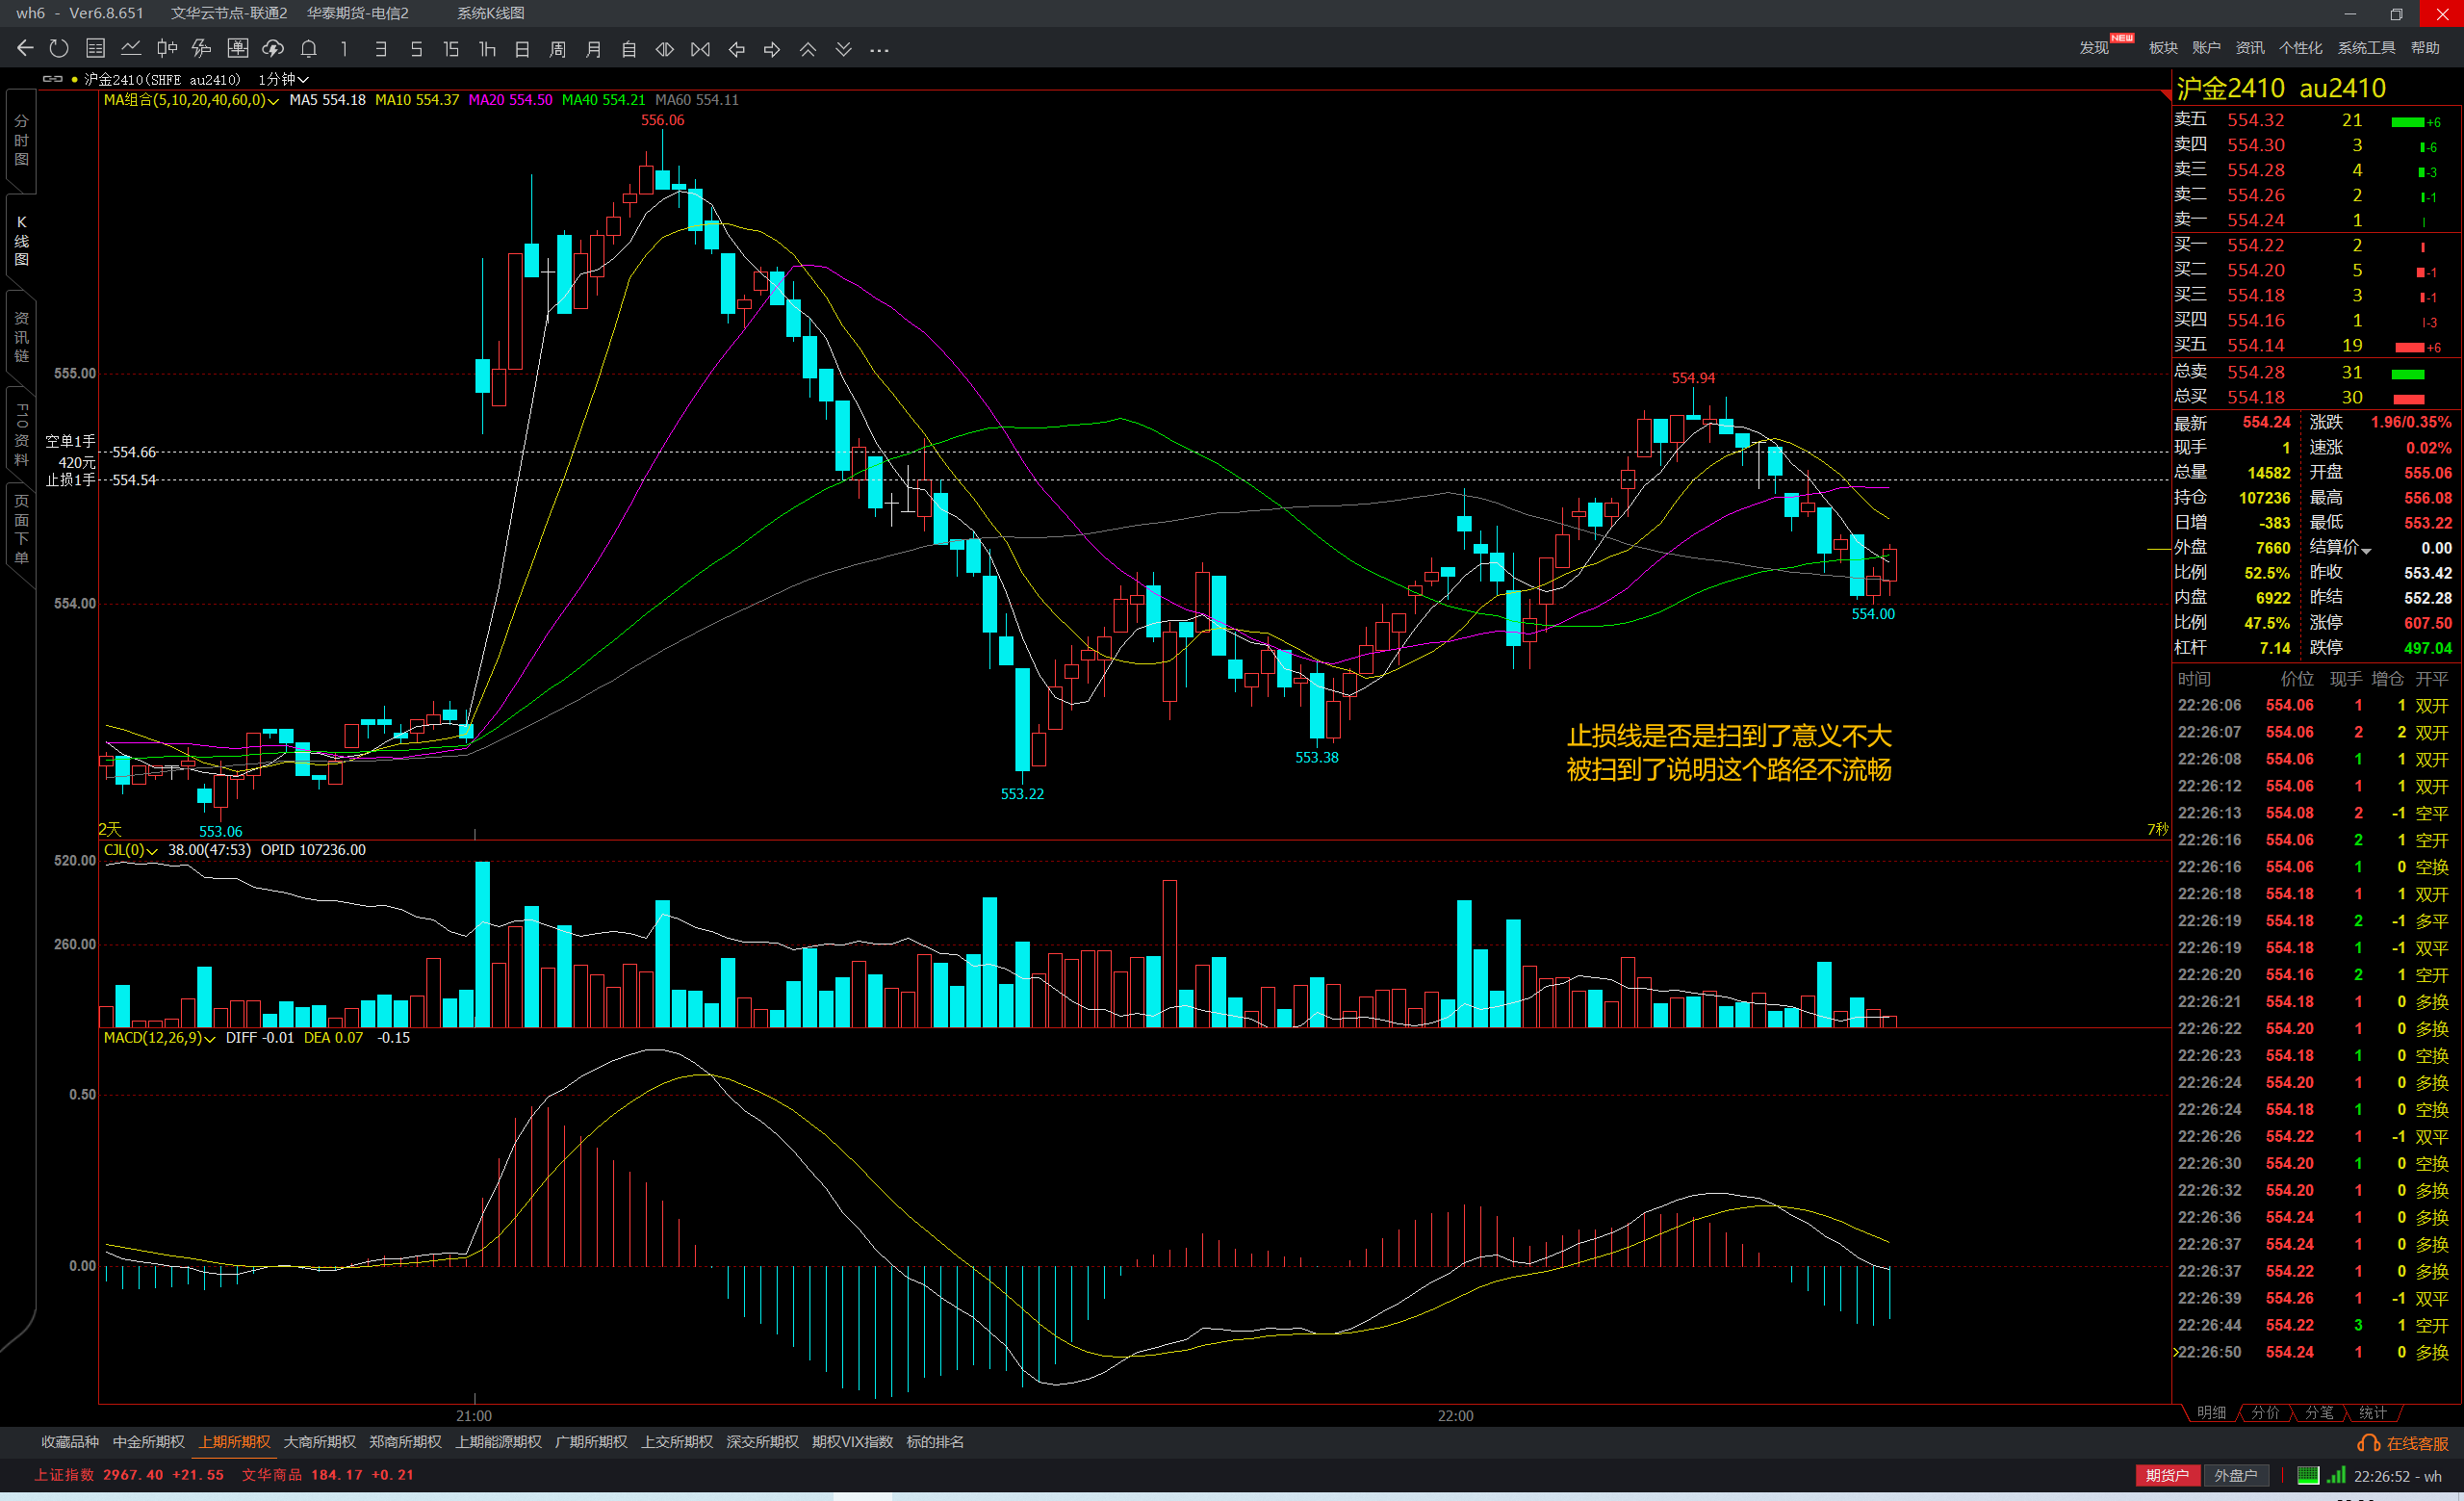 wh6 - Ver6.8.651 文华云节点-联通2 华泰期货-电信2 系统K线图
1 3 5 15 1h 日 周 月 自 ...
发现 NEW 板块 账户 资讯 个性化 系统工具 帮助
沪金2410(SHFE au2410) 1分钟
MA组合(5,10,20,40,60,0) MA5 554.18 MA10 554.37 MA20 554.50 MA40 554.21 MA60 554.11
分时图
K线图
资讯链
F10资料
页面下单
556.06
555.00
554.94
空单1手 554.66
420元
止损1手 554.54
554.00
554.00
553.38
553.22
553.06
止损线是否是扫到了意义不大
被扫到了说明这个路径不流畅
2天
7秒
CJL(0) 38.00(47:53) OPID 107236.00
520.00
260.00
MACD(12,26,9) DIFF -0.01 DEA 0.07 -0.15
0.50
0.00
21:00 22:00
沪金2410 au2410
卖五 554.32 21 +6
卖四 554.30 3 -6
卖三 554.28 4 -3
卖二 554.26 2 -1
卖一 554.24 1
买一 554.22 2
买二 554.20 5 -1
买三 554.18 3 -1
买四 554.16 1 -3
买五 554.14 19 +6
总卖 554.28 31
总买 554.18 30
最新 554.24 涨跌 1.96/0.35%
现手 1 速涨 0.02%
总量 14582 开盘 555.06
持仓 107236 最高 556.08
日增 -383 最低 553.22
外盘 7660 结算价 0.00
比例 52.5% 昨收 553.42
内盘 6922 昨结 552.28
比例 47.5% 涨停 607.50
杠杆 7.14 跌停 497.04
时间 价位 现手 增仓 开平
22:26:06 554.06 1 1 双开
22:26:07 554.06 2 2 双开
22:26:08 554.06 1 1 双开
22:26:12 554.06 1 1 双开
22:26:13 554.08 2 -1 空平
22:26:16 554.06 2 1 空开
22:26:16 554.06 1 0 空换
22:26:18 554.18 1 1 双开
22:26:19 554.18 2 -1 多平
22:26:19 554.18 1 -1 双平
22:26:20 554.16 2 1 空开
22:26:21 554.18 1 0 多换
22:26:22 554.20 1 0 多换
22:26:23 554.18 1 0 空换
22:26:24 554.20 1 0 多换
22:26:24 554.18 1 0 空换
22:26:26 554.22 1 -1 双平
22:26:30 554.20 1 0 空换
22:26:32 554.20 1 0 多换
22:26:36 554.24 1 0 多换
22:26:37 554.24 1 0 多换
22:26:37 554.22 1 0 多换
22:26:39 554.26 1 -1 双平
22:26:44 554.22 3 1 空开
22:26:50 554.24 1 0 多换
明细 分价 分笔 统计
收藏品种 中金所期权 上期所期权 大商所期权 郑商所期权 上期能源期权 广期所期权 上交所期权 深交所期权 期权VIX指数 标的排名
在线客服
上证指数 2967.40 +21.55 文华商品 184.17 +0.21
期货户 外盘户 22:26:52 - wh